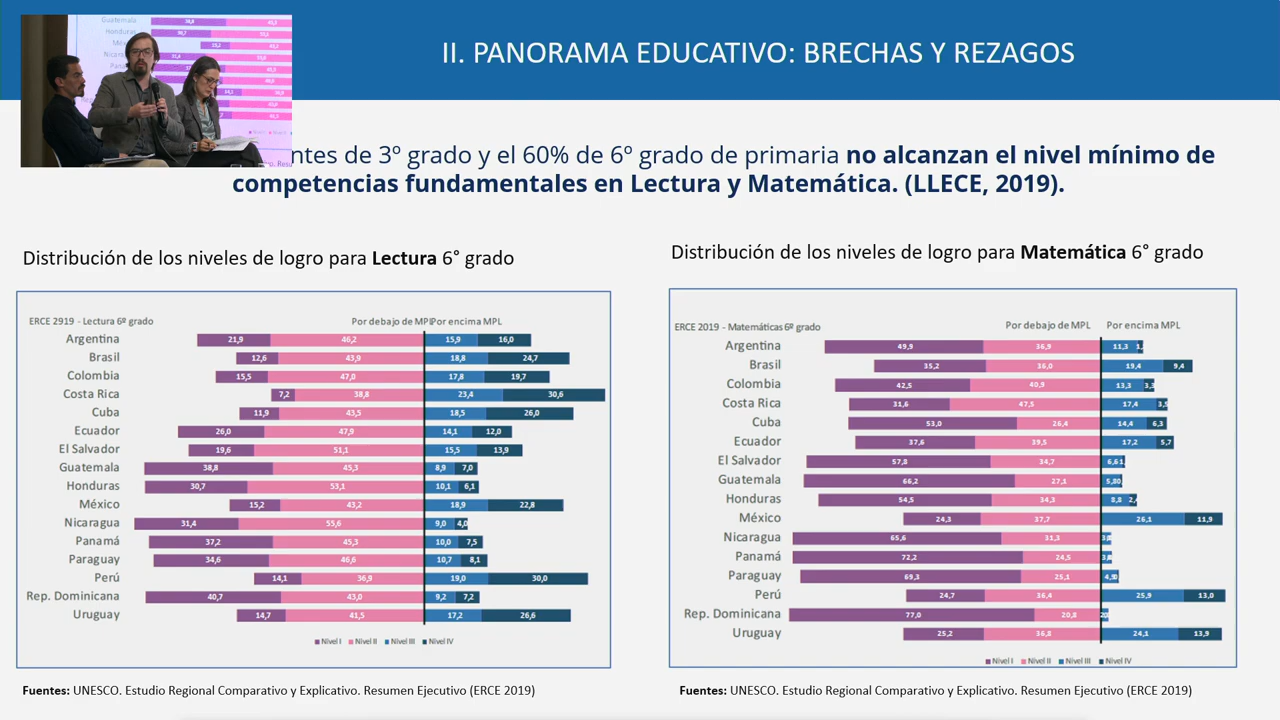 II. PANORAMA EDUCATIVO: BRECHAS Y REZAGOS
de 3º grado y el 60% de 6º grado de primaria no alcanzan el nivel mínimo de
competencias fundamentales en Lectura y Matemática. (LLECE, 2019).
Distribución de los niveles de logro para Lectura 6° grado
ERCE 2919 - Lectura 6º grado
Por encima MPL
Argentina 21,9 46,2 15,9 16,0
Brasil 12,6 43,9 18,8 24,7
Colombia 15,5 47,0 17,8 19,7
Costa Rica 7,2 38,8 23,4 30,6
Cuba 11,9 43,5 18,5 26,0
Ecuador 26,0 47,9 14,1 12,0
El Salvador 19,6 51,1 15,5 13,9
Guatemala 38,8 45,3 8,9 7,0
Honduras 30,7 53,1 10,1 6,1
México 15,2 43,2 18,9 22,8
Nicaragua 31,4 55,6 9,0 4,0
Panamá 37,2 45,3 10,0 7,5
Paraguay 34,6 46,6 10,7 8,1
Perú 14,1 36,9 19,0 30,0
Rep. Dominicana 40,7 43,0 9,2 7,2
Uruguay 14,7 41,5 17,2 26,6
Nivel I Nivel II Nivel III Nivel IV
Fuentes: UNESCO. Estudio Regional Comparativo y Explicativo. Resumen Ejecutivo (ERCE 2019)
Distribución de los niveles de logro para Matemática 6° grado
ERCE 2019 - Matemáticas 6º grado
Por debajo de MPL Por encima MPL
Argentina 49,9 36,9 11,3
Brasil 35,2 36,0 19,4 9,4
Colombia 42,5 40,9 13,3 3,3
Costa Rica 31,6 47,5 17,4 3,5
Cuba 53,0 26,4 14,4 6,3
Ecuador 37,6 39,5 17,2 5,7
El Salvador 57,8 34,7 6,6
Guatemala 66,2 27,1
Honduras 54,5 34,3 8,8
México 24,3 37,7 26,1 11,9
Nicaragua 65,6 31,3
Panamá 72,2 24,5
Paraguay 69,3 25,1
Perú 24,7 36,4 25,9 13,0
Rep. Dominicana 77,0 20,8
Uruguay 25,2 36,8 24,1 13,9
Nivel I Nivel II Nivel III Nivel IV
Fuentes: UNESCO. Estudio Regional Comparativo y Explicativo. Resumen Ejecutivo (ERCE 2019)